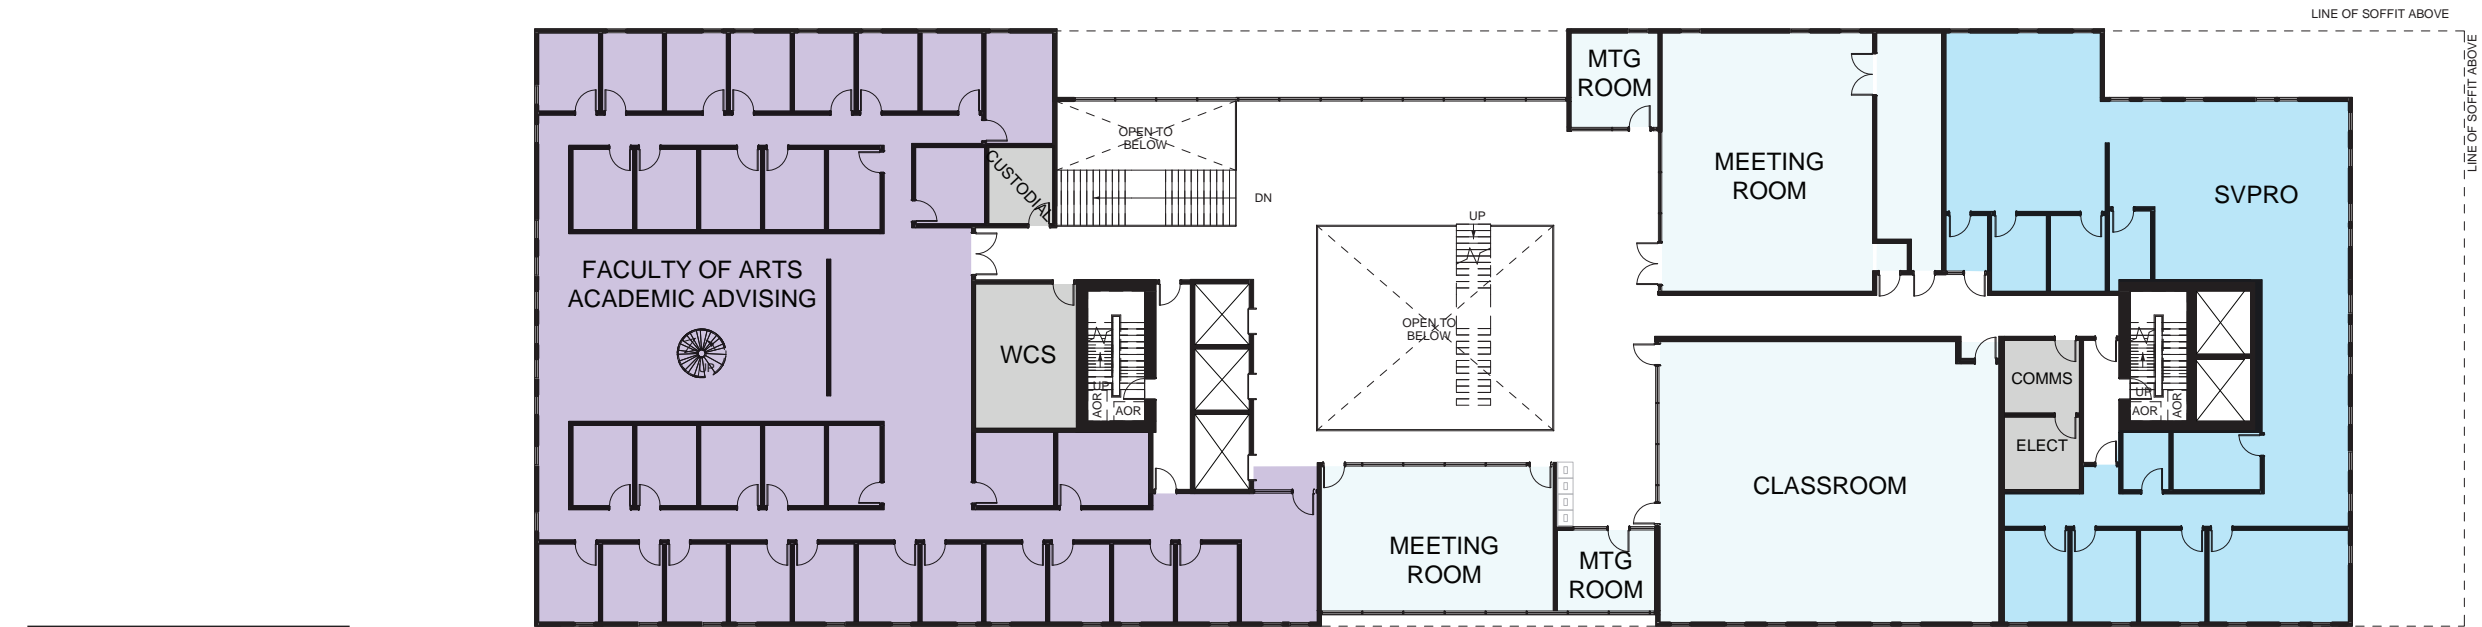 LINE OF SOFFIT ABOVE
LINE OF SOFFIT ABOVE
MTG
ROOM
OPEN TO
BELOW
MEETING
ROOM
CUSTODIAL
SVPRO
DN
UP
FACULTY OF ARTS
ACADEMIC ADVISING
OPEN TO
BELOW
WCS
UP
UP
AOR
AOR
COMMS
UP
AOR
AOR
ELECT
CLASSROOM
MEETING
ROOM
MTG
ROOM